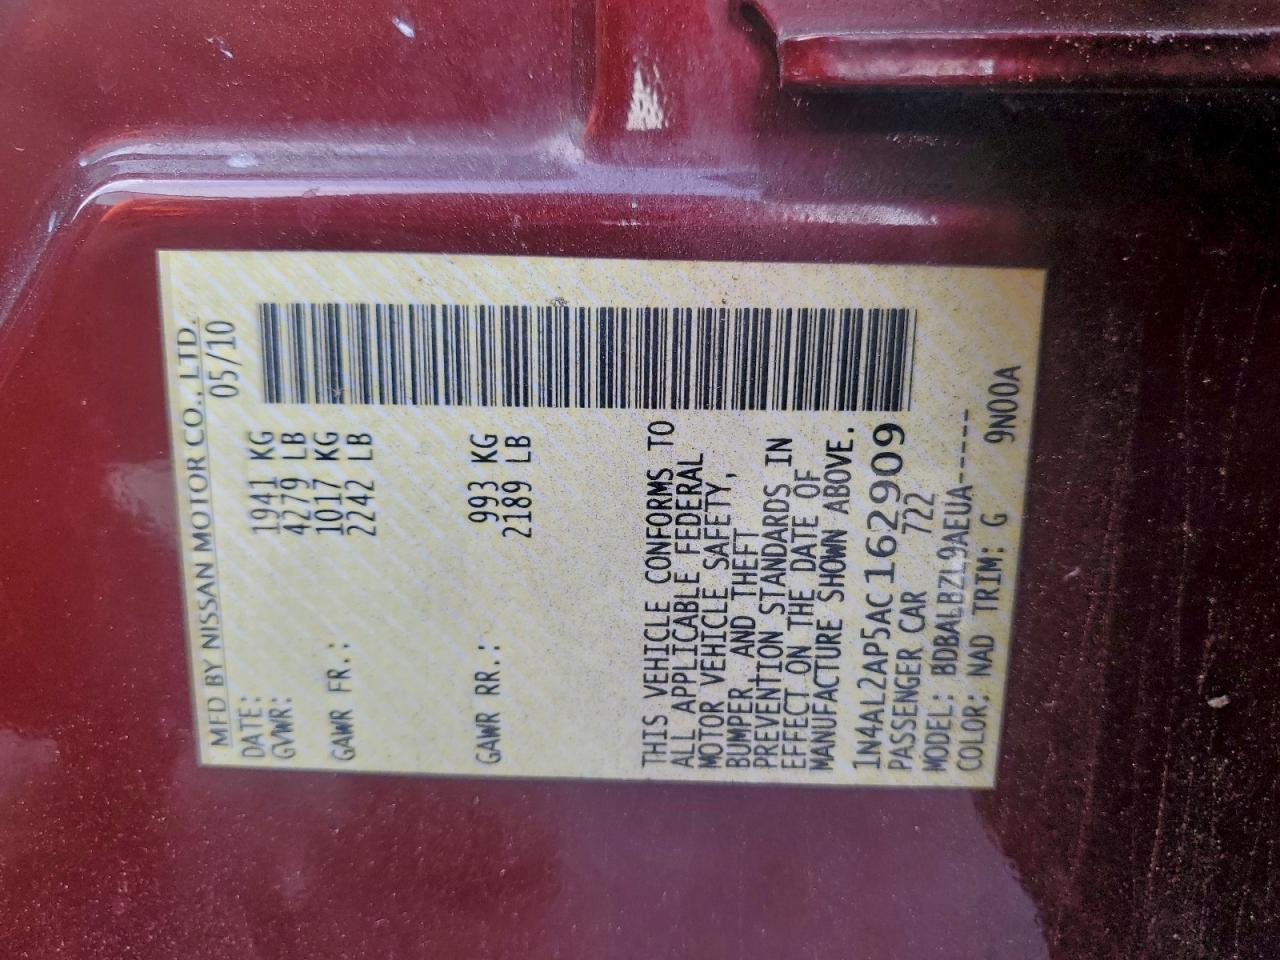 MFD BY NISSAN MOTOR CO., LTD.
DATE: 05/10
GVWR: 1941 KG
4279 LB
GAWR FR.: 1017 KG
2242 LB
GAWR RR.: 993 KG
2189 LB
THIS VEHICLE CONFORMS TO
ALL APPLICABLE FEDERAL
MOTOR VEHICLE SAFETY,
BUMPER, AND THEFT
PREVENTION STANDARDS IN
EFFECT ON THE DATE OF
MANUFACTURE SHOWN ABOVE.
1N4AL2AP5AC162909
PASSENGER CAR 722
MODEL: BDBALBZL9AEUA-----
COLOR: NAD TRIM: G 9N00A